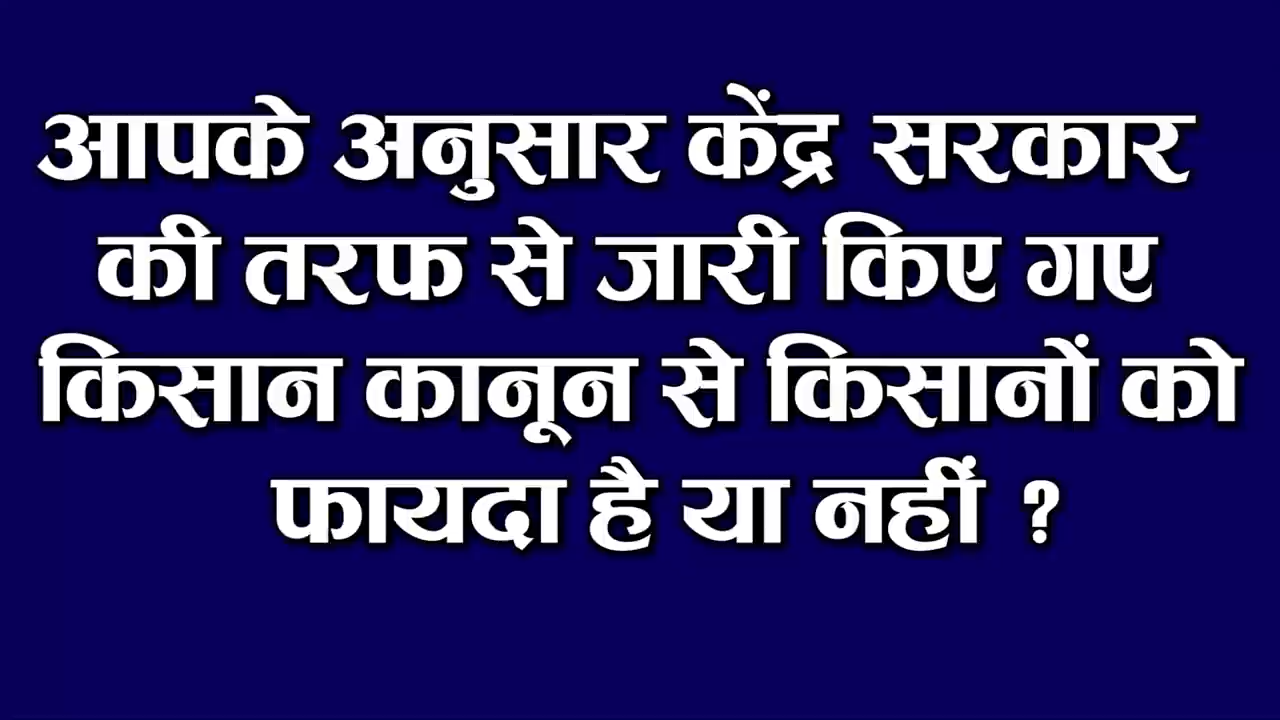 आपके अनुसार केंद्र सरकार
की तरफ से जारी किए गए
किसान कानून से किसानों को
फायदा है या नहीं ?